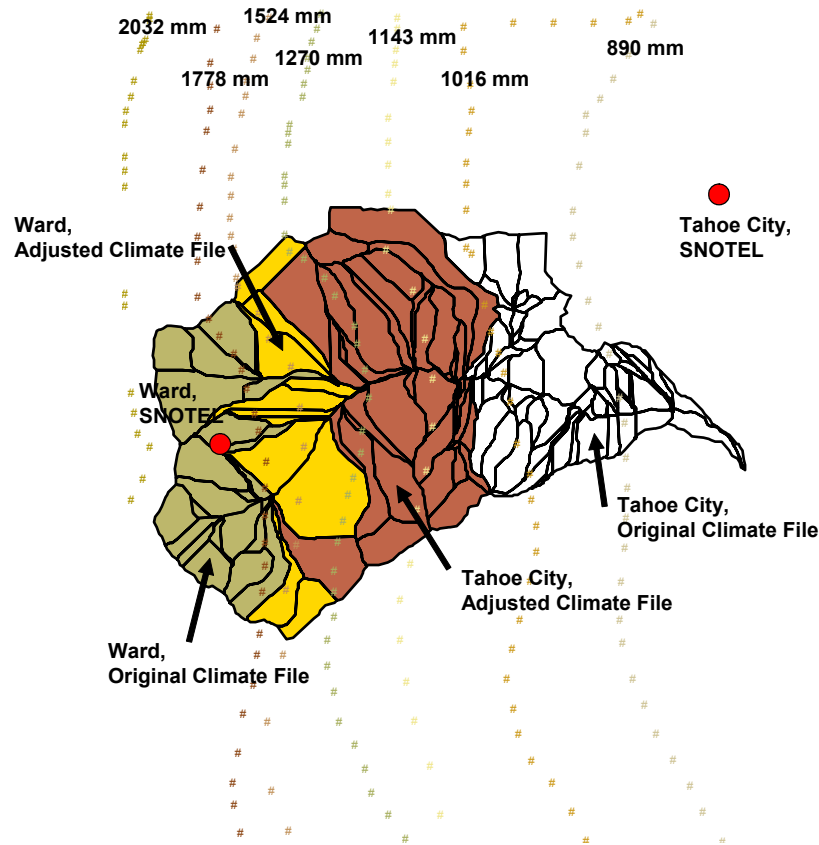 1524 mm
2032 mm
1143 mm
890 mm
1270 mm
1778 mm
1016 mm
Ward,
Adjusted Climate File
Tahoe City,
SNOTEL
Ward,
SNOTEL
Tahoe City,
Original Climate File
Tahoe City,
Adjusted Climate File
Ward,
Original Climate File